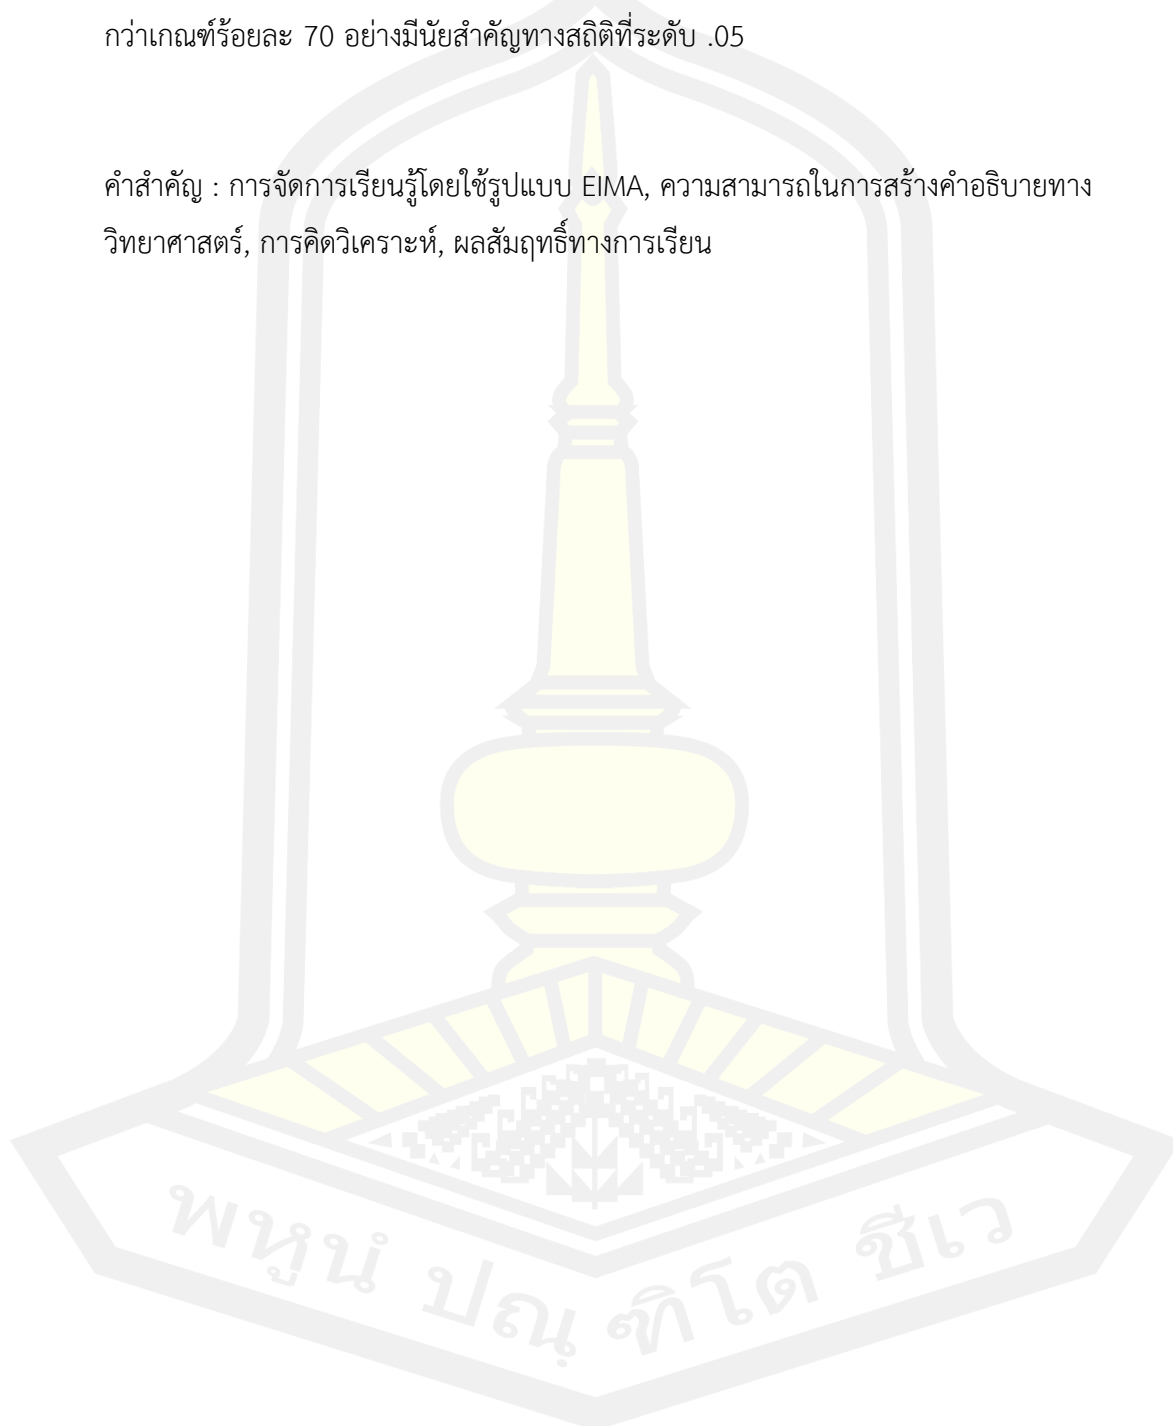 กว่าเกณฑ์ร้อยละ 70 อย่างมีนัยสำคัญทางสถิติที่ระดับ .05
คำสำคัญ : การจัดการเรียนรู้โดยใช้รูปแบบ EIMA, ความสามารถในการสร้างคำอธิบายทาง
วิทยาศาสตร์, การคิดวิเคราะห์, ผลสัมฤทธิ์ทางการเรียน
พหูนํ ปณฺฑิโต ชีเว